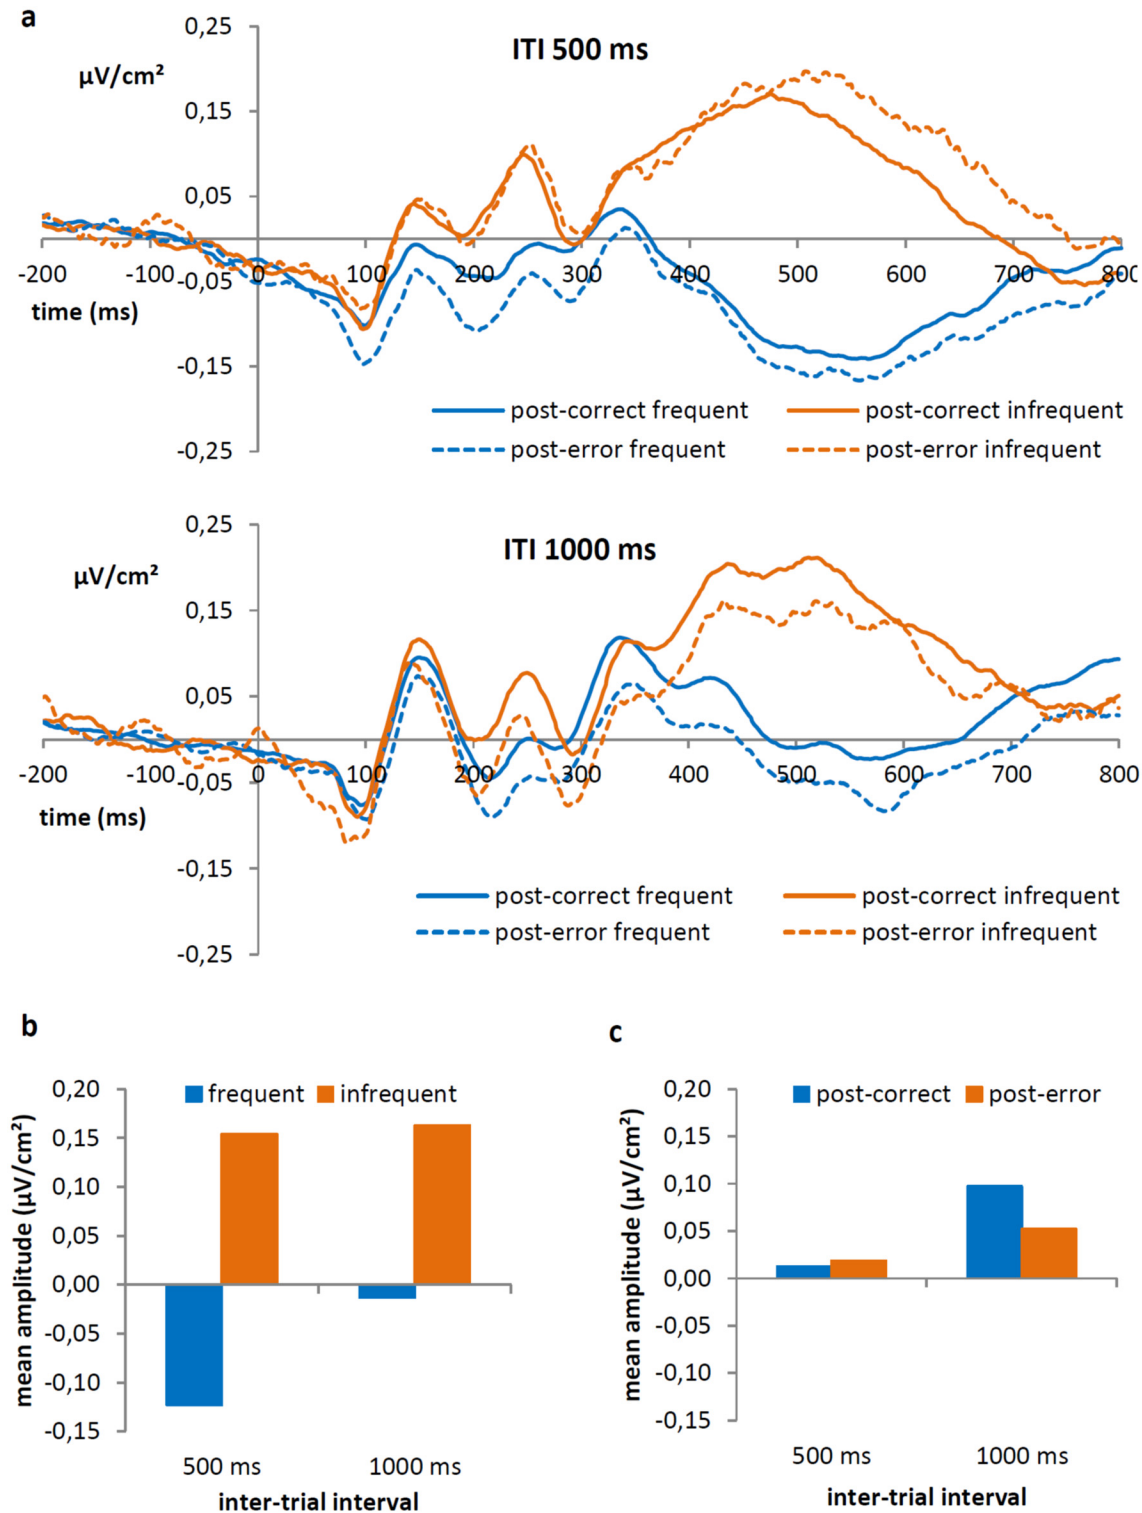 a
0,25
ITI 500 ms
µV/cm²
0,15
0,05
-200 -100 0 100 200 300 400 500 600 700 800
-0,05
time (ms)
-0,15
post-correct frequent post-correct infrequent
post-error frequent post-error infrequent
-0,25
0,25
ITI 1000 ms
µV/cm²
0,15
0,05
-200 -100 0 100 200 300 400 500 600 700 800
-0,05
time (ms)
-0,15
post-correct frequent post-correct infrequent
post-error frequent post-error infrequent
-0,25
b
mean amplitude (µV/cm²)
frequent infrequent
0,20
0,15
0,10
0,05
0,00
-0,05
-0,10
-0,15
500 ms 1000 ms
inter-trial interval
c
mean amplitude (µV/cm²)
post-correct post-error
0,20
0,15
0,10
0,05
0,00
-0,05
-0,10
-0,15
500 ms 1000 ms
inter-trial interval